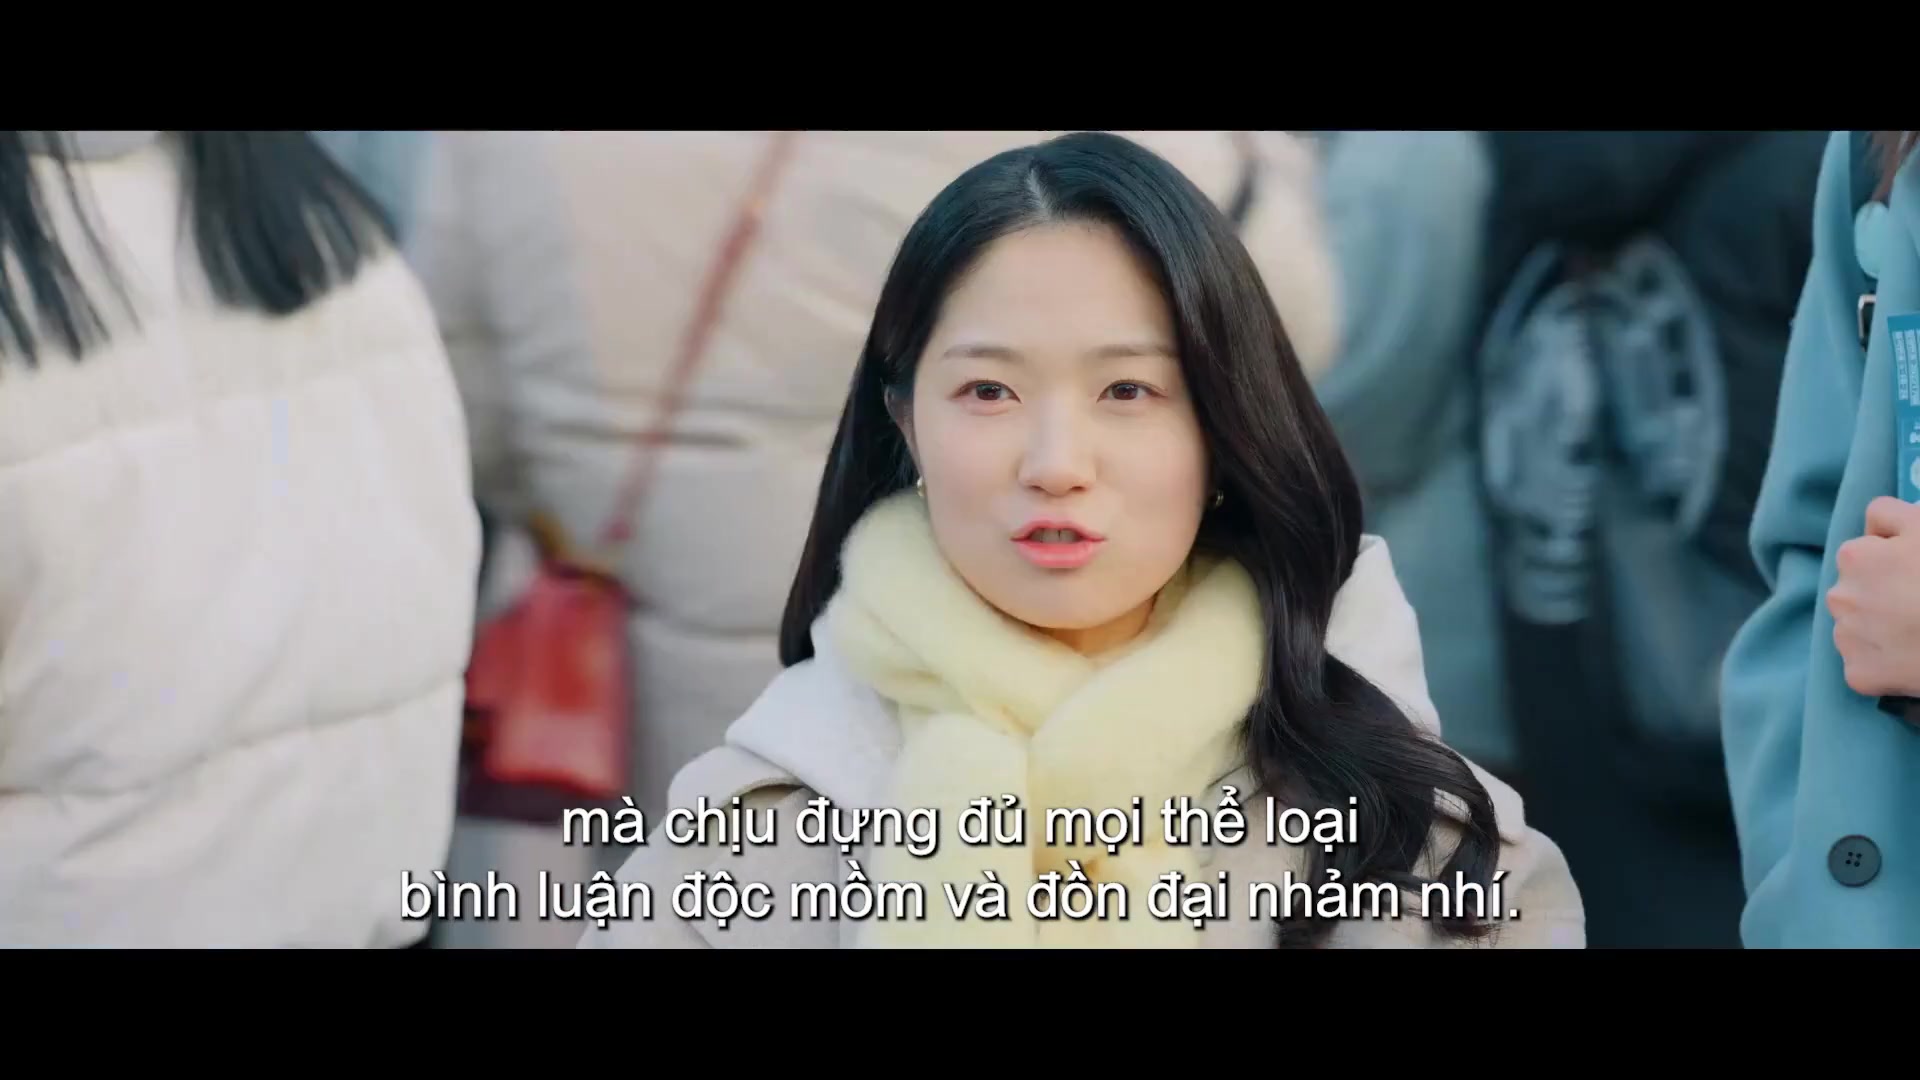 mà chịu đựng đủ mọi thể loại
bình luận độc mồm và đồn đại nhảm nhí.